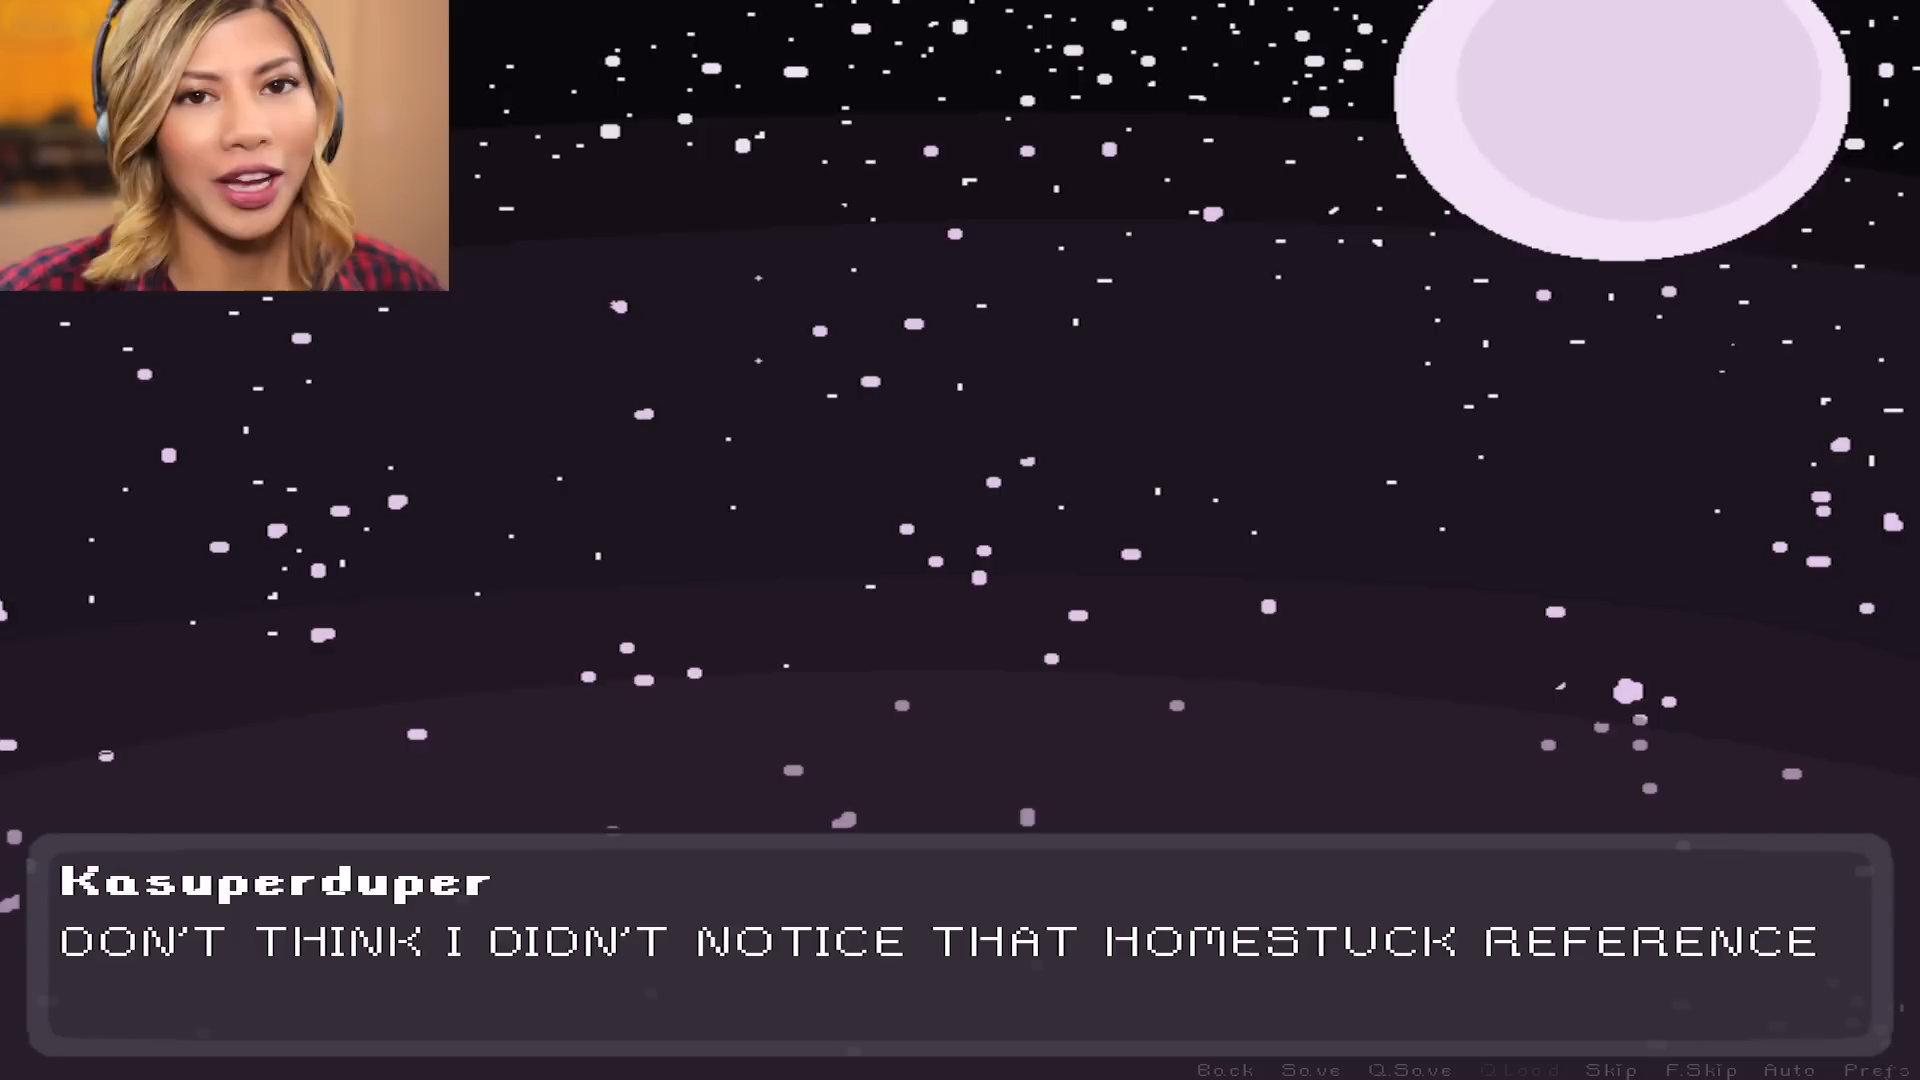 Kasuperduper
DON'T THINK I DIDN'T NOTICE THAT HOMESTUCK REFERENCE
Back Save Q.Save Q.Load Skip F.Skip Auto Prefs